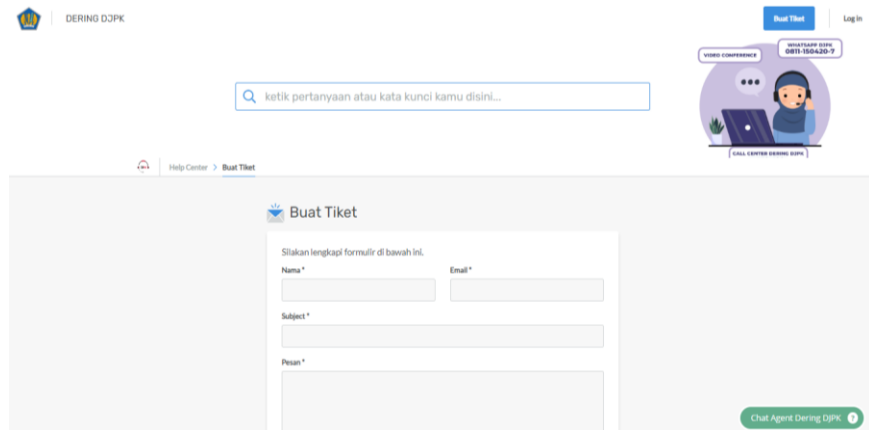 DERING DJPK
Buat Tiket
Log in
VIDEO CONFERENCE
WHATSAPP DJPK
0811-150420-7
ketik pertanyaan atau kata kunci kamu disini...
CALL CENTER DERING DJPK
Help Center > Buat Tiket
Buat Tiket
Silakan lengkapi formulir di bawah ini.
Nama *
Email *
Subject *
Pesan *
Chat Agent Dering DJPK ?